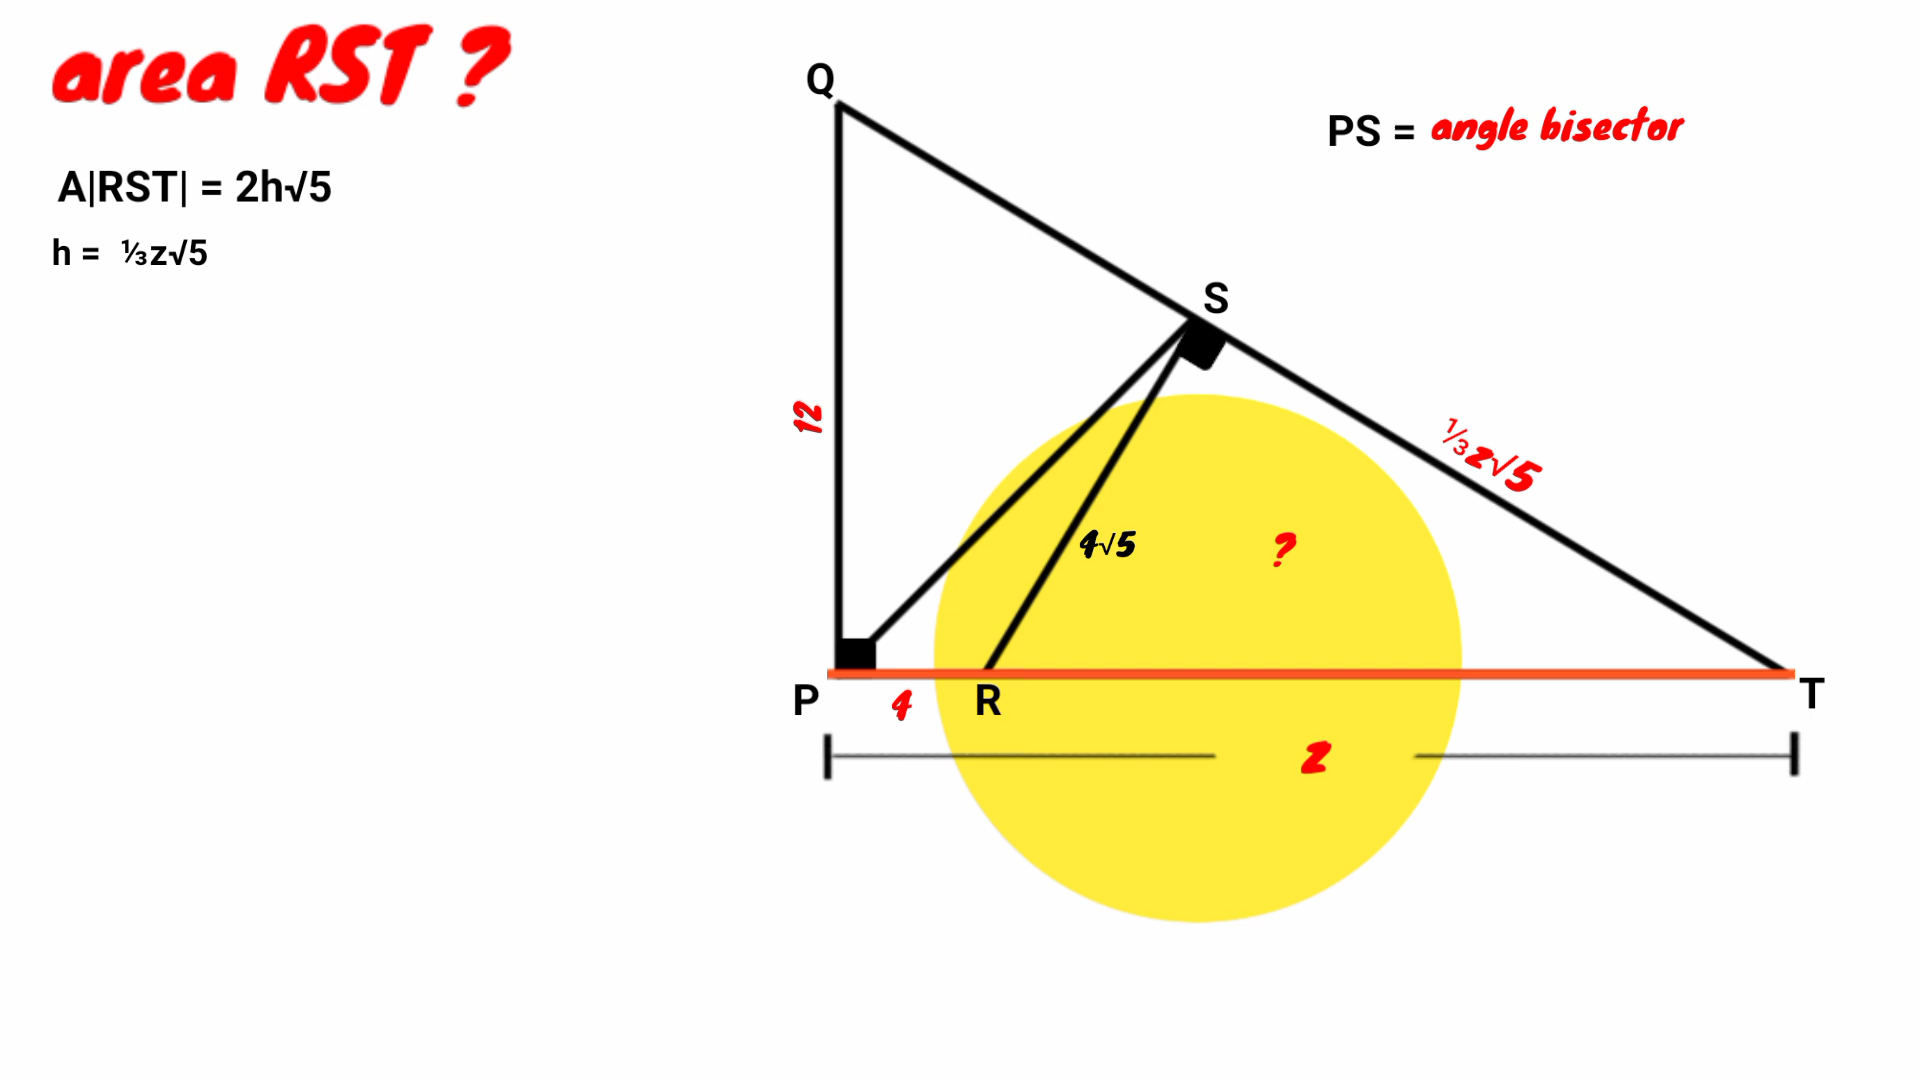 area RST ?
A|RST| = 2h√5
h = ⅓z√5
PS = angle bisector
Q
S
12
⅓z√5
4√5
?
P
4
R
T
z